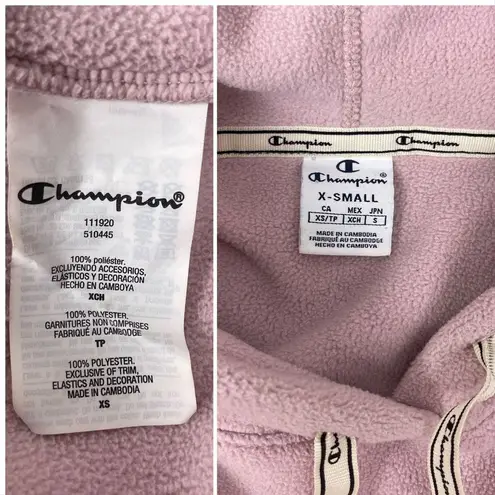 Champion®
111920
510445
100% poliéster.
EXCLUYENDO ACCESORIOS,
ELÁSTICOS Y DECORACIÓN
HECHO EN CAMBOYA
XCH
100% POLYESTER.
GARNITURES NON COMPRISES
FABRIQUÉ AU CAMBODGE
TP
100% POLYESTER.
EXCLUSIVE OF TRIM,
ELASTICS AND DECORATION
MADE IN CAMBODIA
XS
Champion Champion
Champion®
X-SMALL
CA MEX JPN
XS/TP XCH S
MADE IN CAMBODIA
FABRIQUÉ AU CAMBODGE
HECHO EN CAMBOYA
Champion